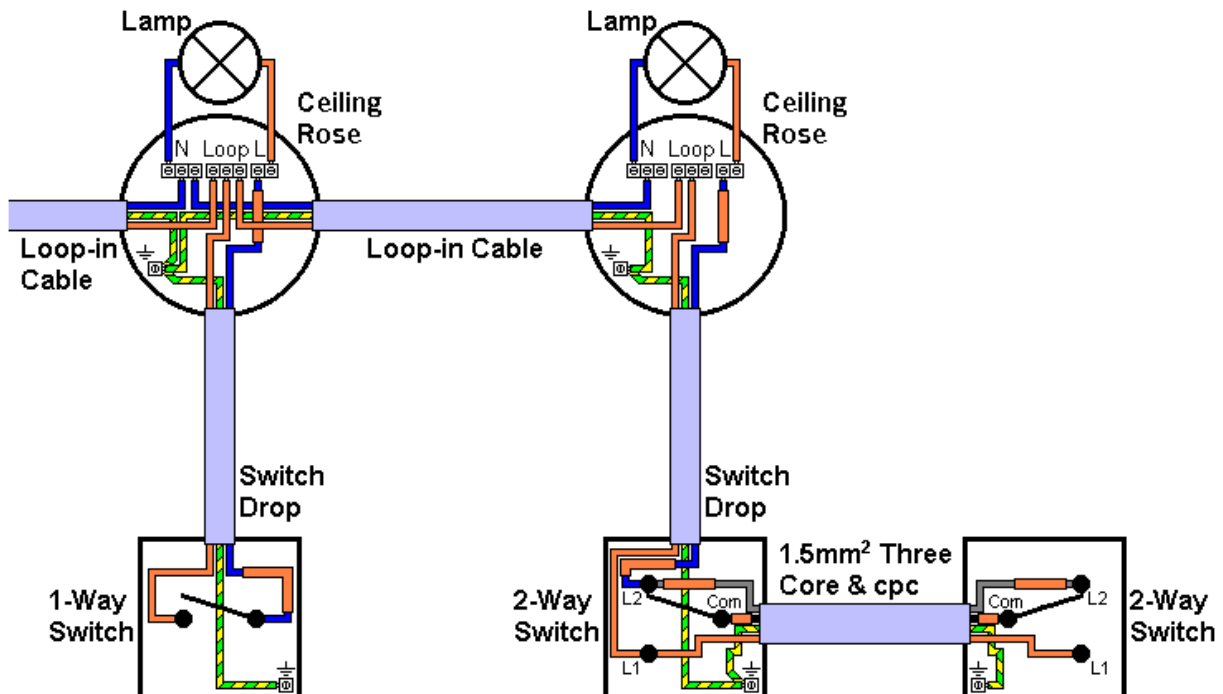 Lamp
Lamp
Ceiling
Rose
Ceiling
Rose
N Loop L
N Loop L
Loop-in
Cable
Loop-in Cable
Switch
Drop
Switch
Drop
1-Way
Switch
2-Way
Switch
L2
Com
L1
1.5mm² Three
Core & cpc
Com
L2
L1
2-Way
Switch